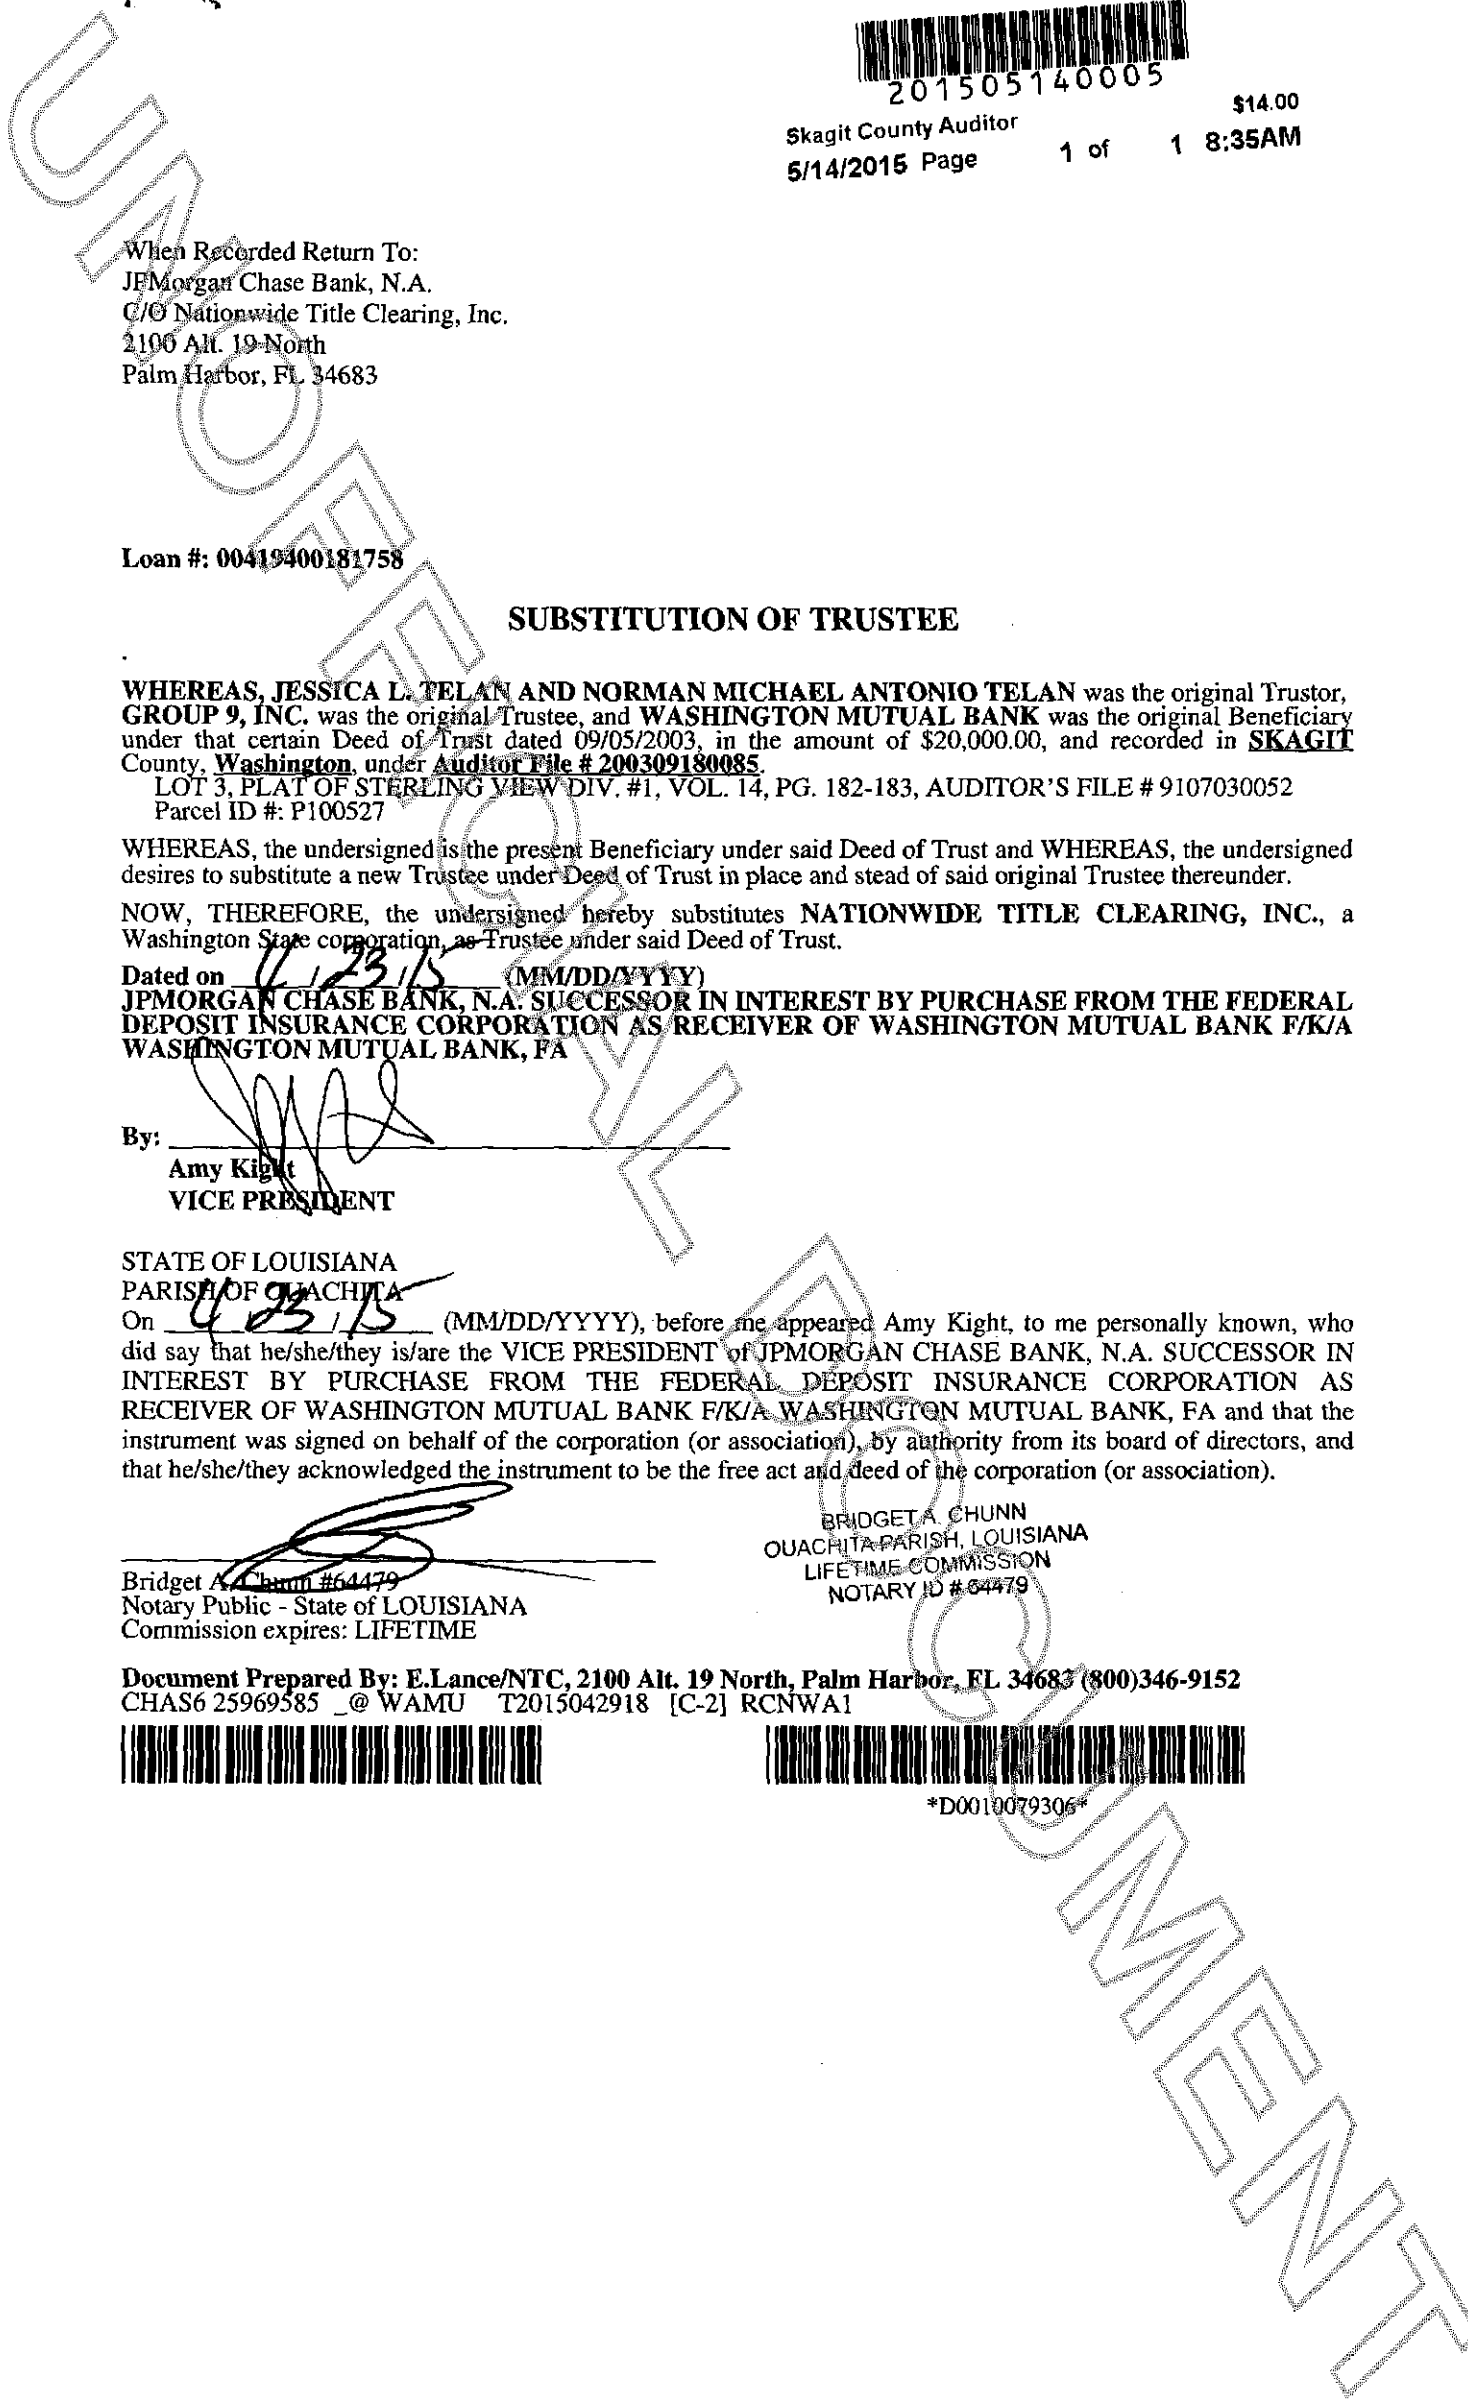 201505140005
$14.00
Skagit County Auditor
5/14/2015 Page 1 of 1 8:35AM
When Recorded Return To:
JPMorgan Chase Bank, N.A.
C/O Nationwide Title Clearing, Inc.
2100 Alt. 19 North
Palm Harbor, FL 34683
Loan #: 00419400181758
SUBSTITUTION OF TRUSTEE
WHEREAS, JESSICA L. TELAN AND NORMAN MICHAEL ANTONIO TELAN was the original Trustor,
GROUP 9, INC. was the original Trustee, and WASHINGTON MUTUAL BANK was the original Beneficiary
under that certain Deed of Trust dated 09/05/2003, in the amount of $20,000.00, and recorded in SKAGIT
County, Washington, under Auditor File # 200309180085.
LOT 3, PLAT OF STERLING VIEW DIV. #1, VOL. 14, PG. 182-183, AUDITOR'S FILE # 9107030052
Parcel ID #: P100527
WHEREAS, the undersigned is the present Beneficiary under said Deed of Trust and WHEREAS, the undersigned
desires to substitute a new Trustee under Deed of Trust in place and stead of said original Trustee thereunder.
NOW, THEREFORE, the undersigned hereby substitutes NATIONWIDE TITLE CLEARING, INC., a
Washington State corporation, as Trustee under said Deed of Trust.
Dated on 4/23/15 (MM/DD/YYYY)
JPMORGAN CHASE BANK, N.A. SUCCESSOR IN INTEREST BY PURCHASE FROM THE FEDERAL
DEPOSIT INSURANCE CORPORATION AS RECEIVER OF WASHINGTON MUTUAL BANK F/K/A
WASHINGTON MUTUAL BANK, FA
By:
Amy Kight
VICE PRESIDENT
STATE OF LOUISIANA
PARISH OF OUACHITA
On 4/23/15 (MM/DD/YYYY), before me appeared Amy Kight, to me personally known, who
did say that he/she/they is/are the VICE PRESIDENT of JPMORGAN CHASE BANK, N.A. SUCCESSOR IN
INTEREST BY PURCHASE FROM THE FEDERAL DEPOSIT INSURANCE CORPORATION AS
RECEIVER OF WASHINGTON MUTUAL BANK F/K/A WASHINGTON MUTUAL BANK, FA and that the
instrument was signed on behalf of the corporation (or association), by authority from its board of directors, and
that he/she/they acknowledged the instrument to be the free act and deed of the corporation (or association).
BRIDGET A. CHUNN
OUACHITA PARISH, LOUISIANA
LIFETIME COMMISSION
NOTARY ID # 64479
Bridget A. Chunn #64479
Notary Public - State of LOUISIANA
Commission expires: LIFETIME
Document Prepared By: E.Lance/NTC, 2100 Alt. 19 North, Palm Harbor, FL 34683 (800)346-9152
CHAS6 25969585 _@ WAMU T2015042918 [C-2] RCNWA1
*D0010079306*
UNOFFICIAL DOCUMENT